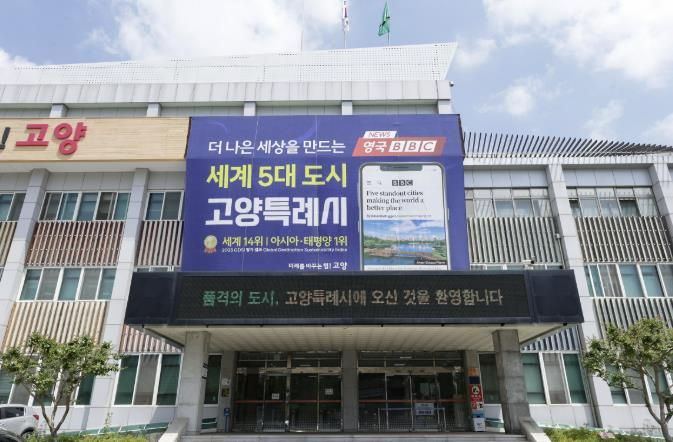 ! 고양
더 나은 세상을 만드는
NEWS
영국 BBC
세계 5대 도시
고양특례시
세계 14위 | 아시아·태평양 1위
미래를 바꾸는 힘! 고양
BBC
Five standout cities
making the world a
better place
품격의 도시, 고양특례시에 오신 것을 환영합니다